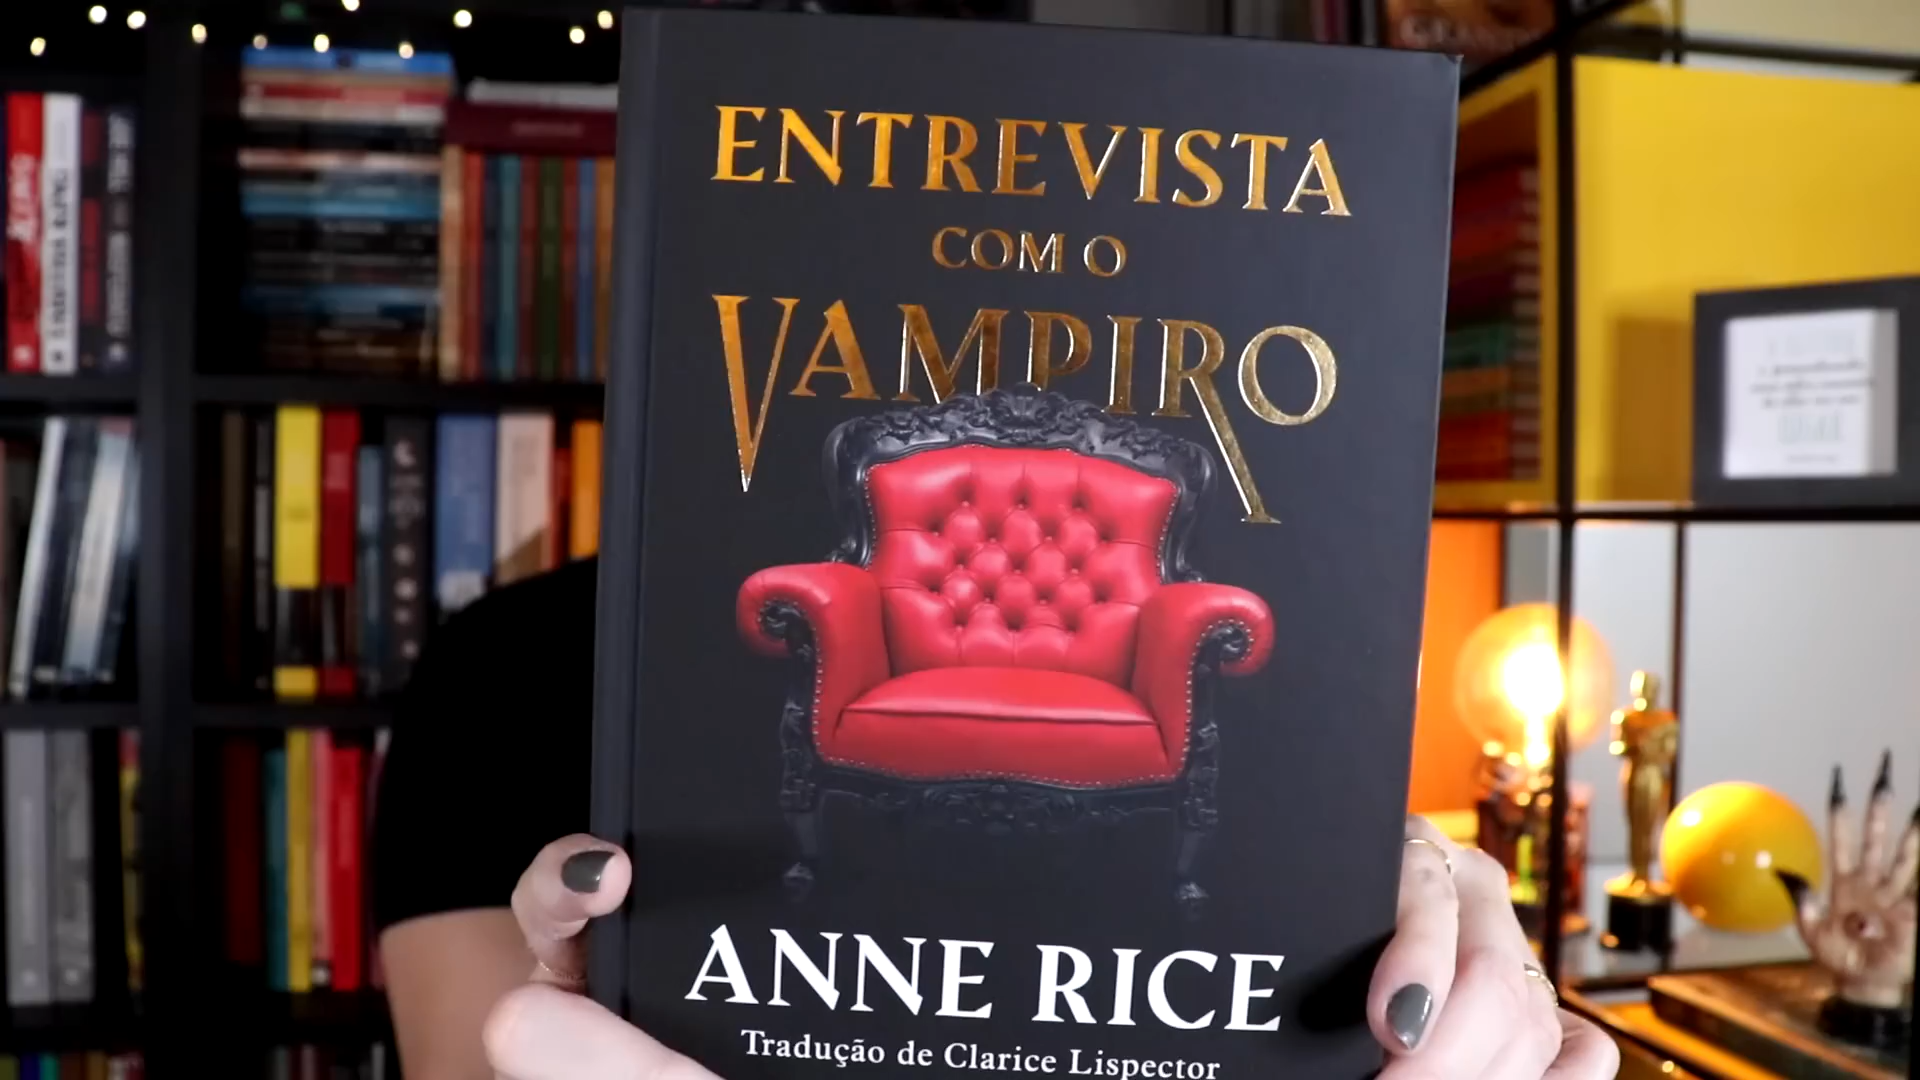 ENTREVISTA
COM O
VAMPIRO
ANNE RICE
Tradução de Clarice Lispector